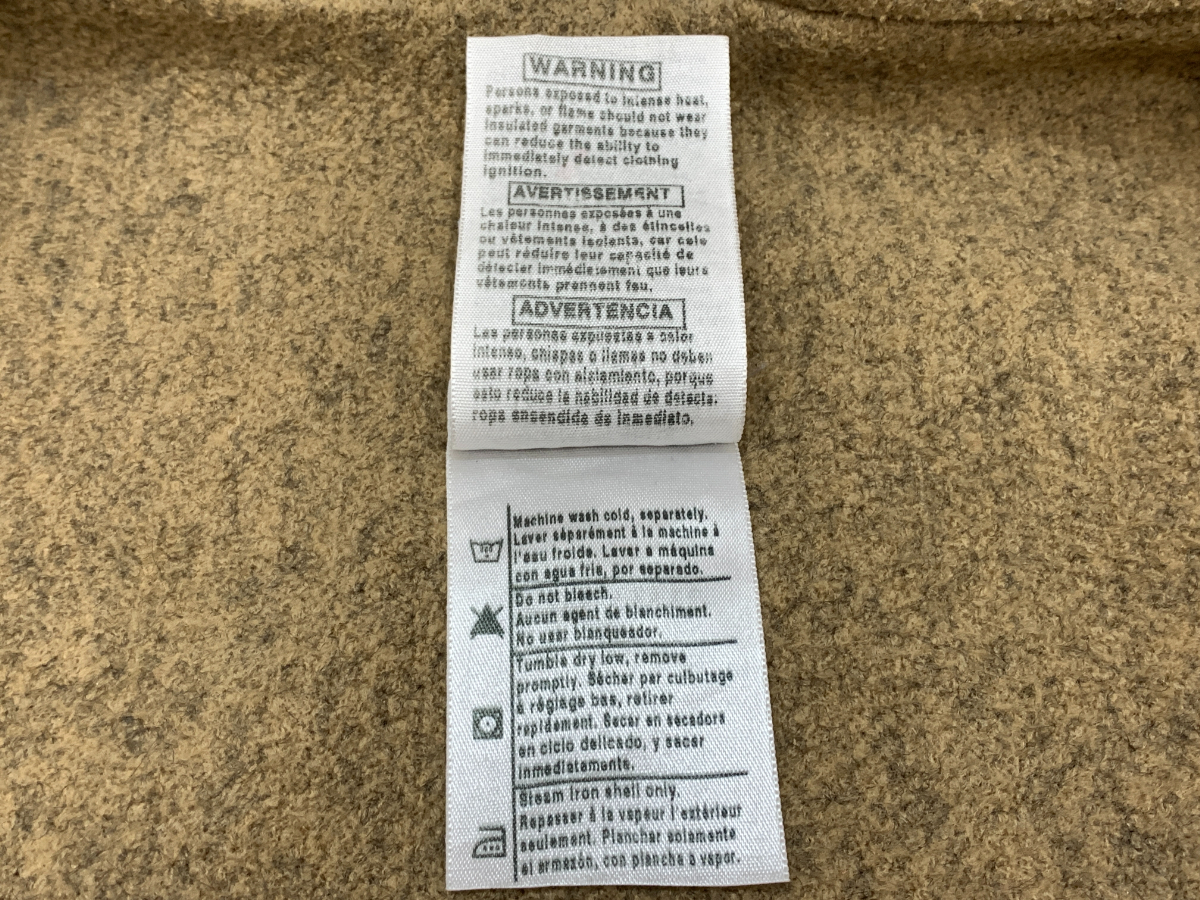 WARNING
Persons exposed to intense heat,
sparks, or flame should not wear
insulated garments because they
can reduce the ability to
immediately detect clothing
ignition.
AVERTISSEMENT
Les personnes exposées à une
chaleur intense, à des étincelles
ou vêtements isolants, car cela
peut réduire leur capacité de
détecter immédiatement que leurs
vêtements prennent feu.
ADVERTENCIA
Las personas expuestas a calor
intenso, chispas o llamas no deben
usar ropa con aislamiento, porque
esto reduce la habilidad de detectar
ropa encendida de inmediato.
Machine wash cold, separately.
Laver séparément à la machine à
l'eau froide. Lavar a máquina
con agua fría, por separado.
Do not bleach.
Aucun agent de blanchiment.
No usar blanqueador.
Tumble dry low, remove
promptly. Sécher par culbutage
à réglage bas, retirer
rapidement. Secar en secadora
en ciclo delicado, y sacar
inmediatamente.
Steam iron shell only.
Repasser à la vapeur l'extérieur
seulement. Planchar solamente
el armazón, con plancha a vapor.